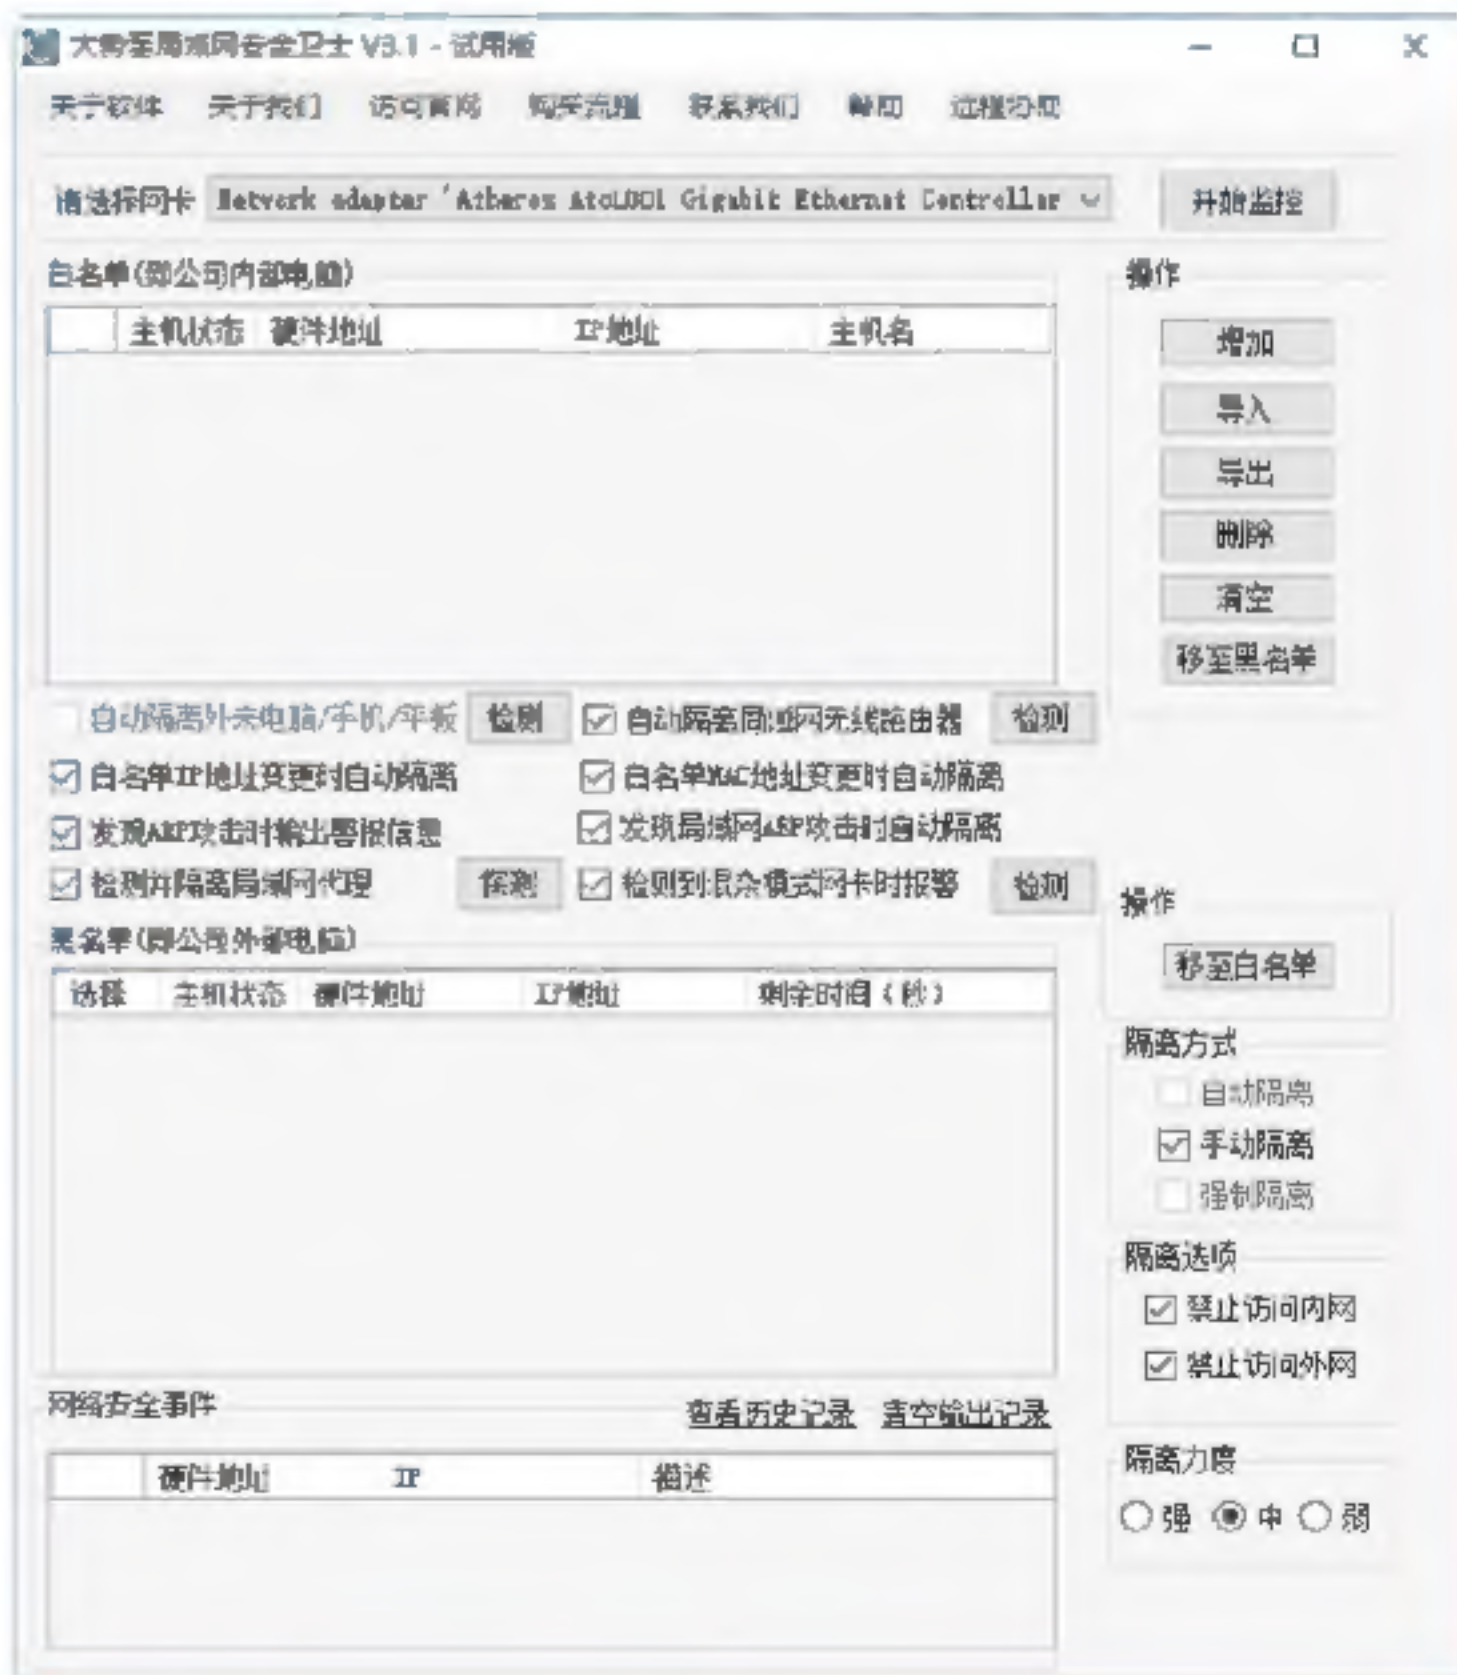 大势至局域网安全卫士 V3.1 - 试用版
关于软件 关于我们 访问官网 购买流程 联系我们 帮助 远程协助
请选择网卡 Network adapter 'Atheros AtcL001 Gigabit Ethernet Controller 开始监控
白名单(即公司内部电脑)
操作
主机状态 硬件地址 IP地址 主机名
增加
导入
导出
删除
清空
移至黑名单
自动隔离外来电脑/手机/平板 检测 自动隔离局域网无线路由器 检测
白名单IP地址变更时自动隔离 白名单MAC地址变更时自动隔离
发现ARP攻击时输出警报信息 发现局域网ARP攻击时自动隔离
检测并隔离局域网代理 探测 检测到混杂模式网卡时报警 检测
操作
移至白名单
黑名单(即公司外部电脑)
选择 主机状态 硬件地址 IP地址 剩余时间(秒)
隔离方式
自动隔离
手动隔离
强制隔离
隔离选项
禁止访问内网
禁止访问外网
网络安全事件 查看历史记录 清空输出记录
硬件地址 IP 描述
隔离力度
强 中 弱